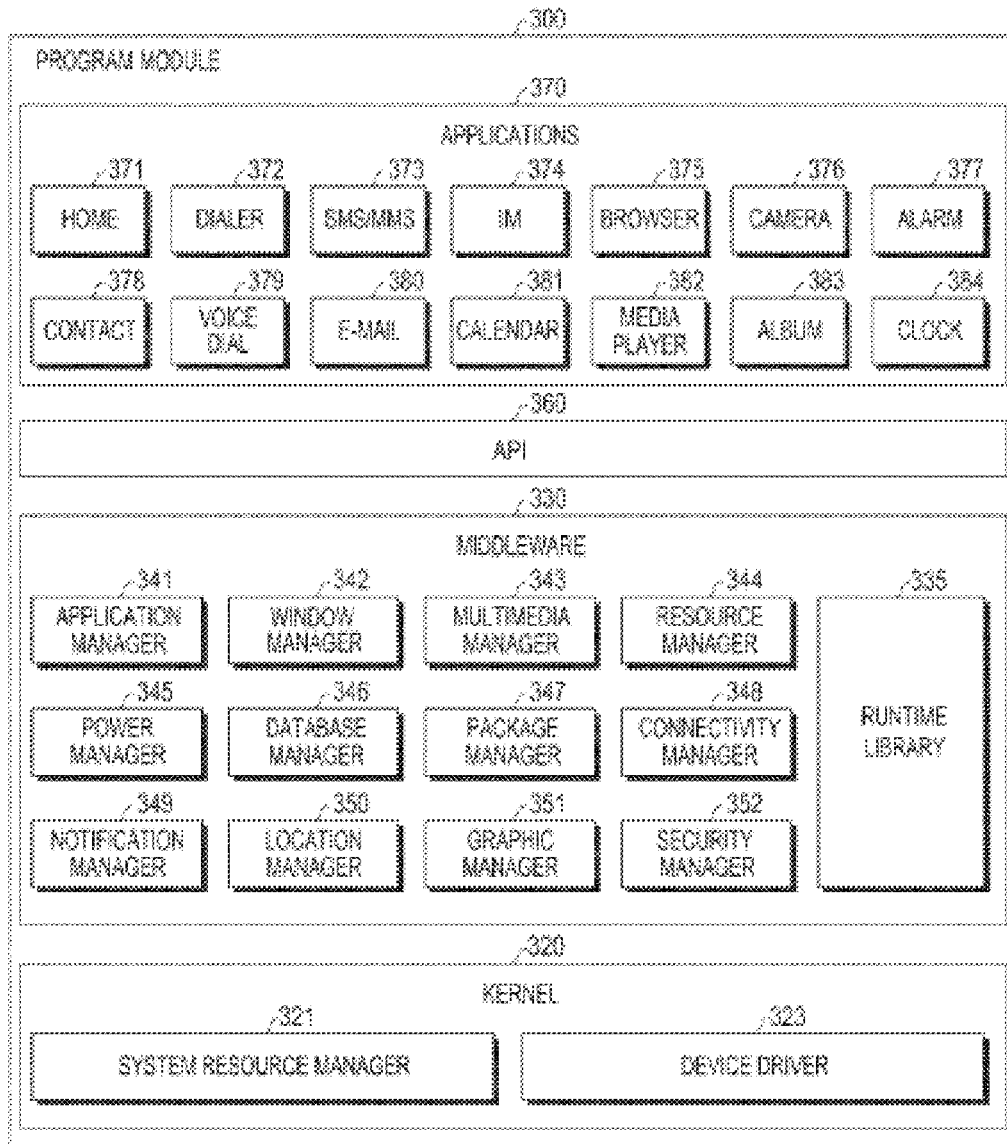 300
PROGRAM MODULE
370
APPLICATIONS
371 372 373 374 375 376 377
HOME DIALER SMS/MMS IM BROWSER CAMERA ALARM
378 379 380 381 382 383 384
CONTACT VOICE DIAL E-MAIL CALENDAR MEDIA PLAYER ALBUM CLOCK
360
API
330
MIDDLEWARE
341 342 343 344 335
APPLICATION MANAGER WINDOW MANAGER MULTIMEDIA MANAGER RESOURCE MANAGER
345 346 347 348
POWER MANAGER DATABASE MANAGER PACKAGE MANAGER CONNECTIVITY MANAGER RUNTIME LIBRARY
349 350 351 352
NOTIFICATION MANAGER LOCATION MANAGER GRAPHIC MANAGER SECURITY MANAGER
320
KERNEL
321 323
SYSTEM RESOURCE MANAGER DEVICE DRIVER